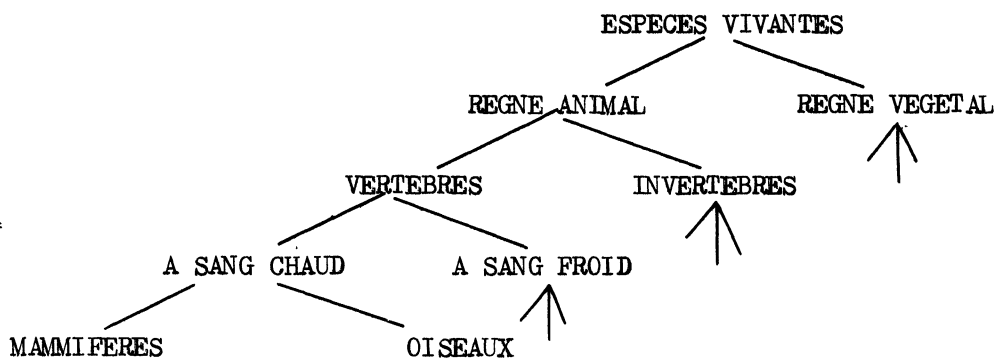 ESPECES VIVANTES
REGNE ANIMAL REGNE VEGETAL
VERTEBRES INVERTEBRES
A SANG CHAUD A SANG FROID
MAMMIFERES OISEAUX